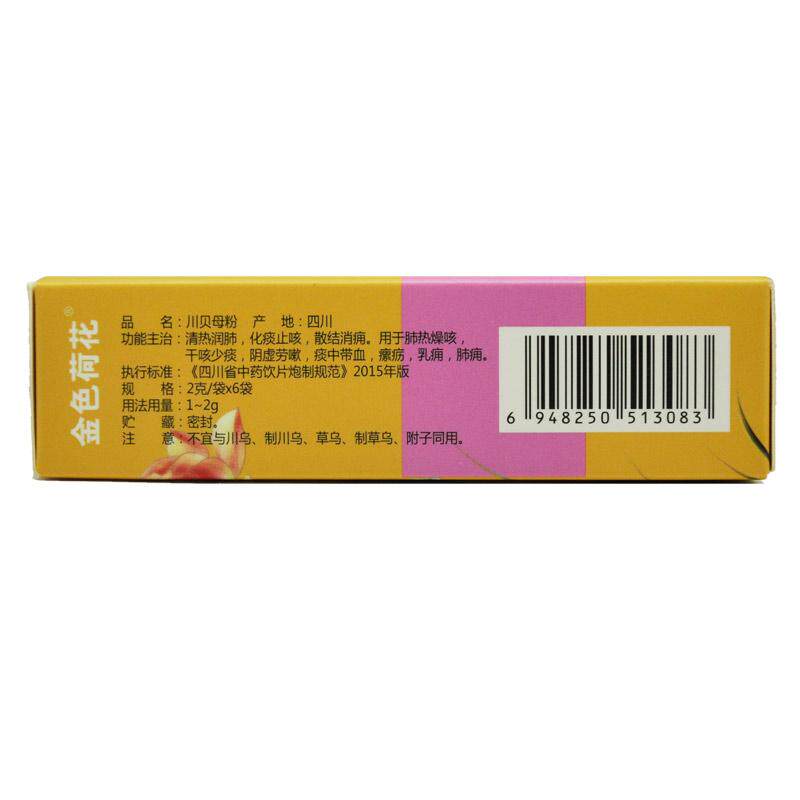 金色荷花®
品 名：川贝母粉 产 地：四川
功能主治：清热润肺，化痰止咳，散结消痈。用于肺热燥咳，
干咳少痰，阴虚劳嗽，痰中带血，瘰疬，乳痈，肺痈。
执行标准：《四川省中药饮片炮制规范》2015年版
规 格：2克/袋x6袋
用法用量：1~2g
贮 藏：密封。
注 意：不宜与川乌、制川乌、草乌、制草乌、附子同用。
6 948250 513083